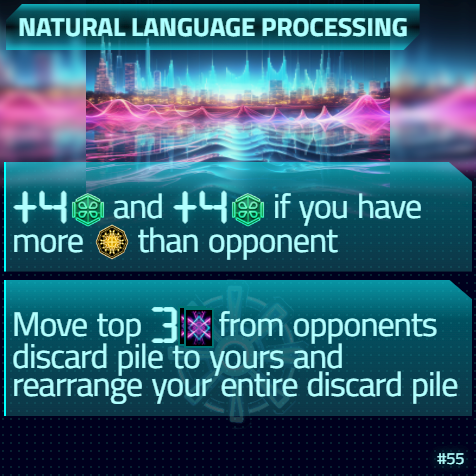 NATURAL LANGUAGE PROCESSING
+4 and +4 if you have
more than opponent
Move top 3 from opponents
discard pile to yours and
rearrange your entire discard pile
#55